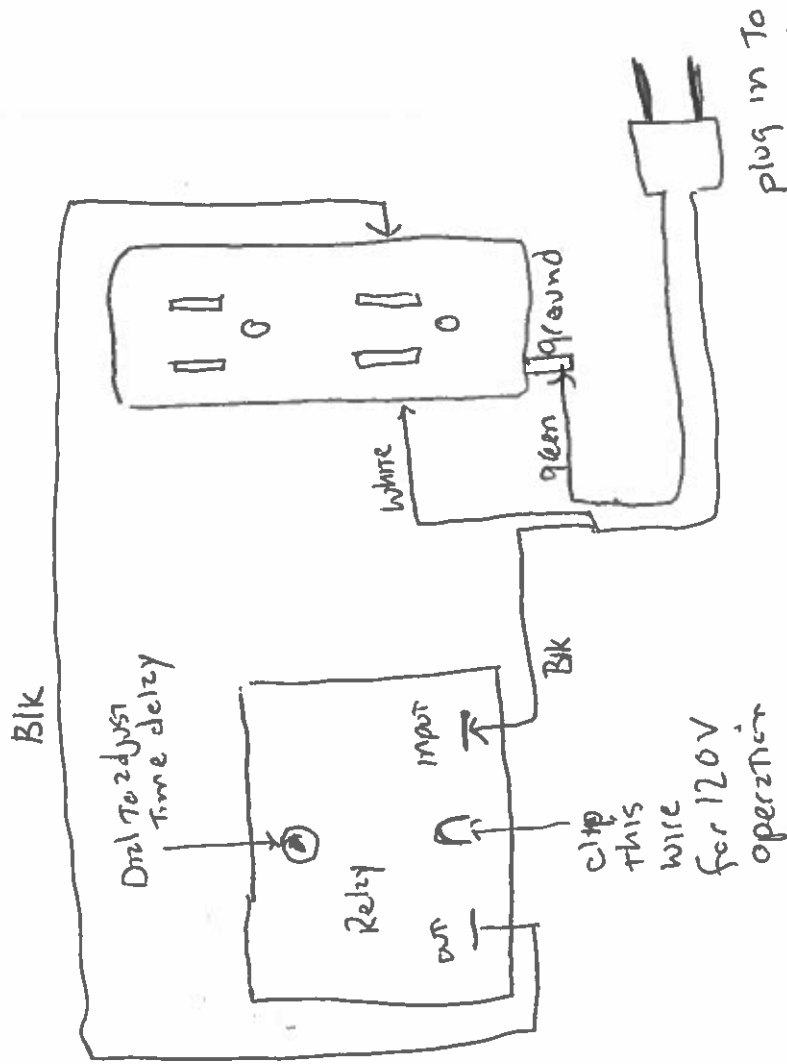 Blk
Dial To adjust
Time delay
Relay
INPUT
OUT
Blk
clip
this
wire
for 120V
operation
white
green
ground
plug in To